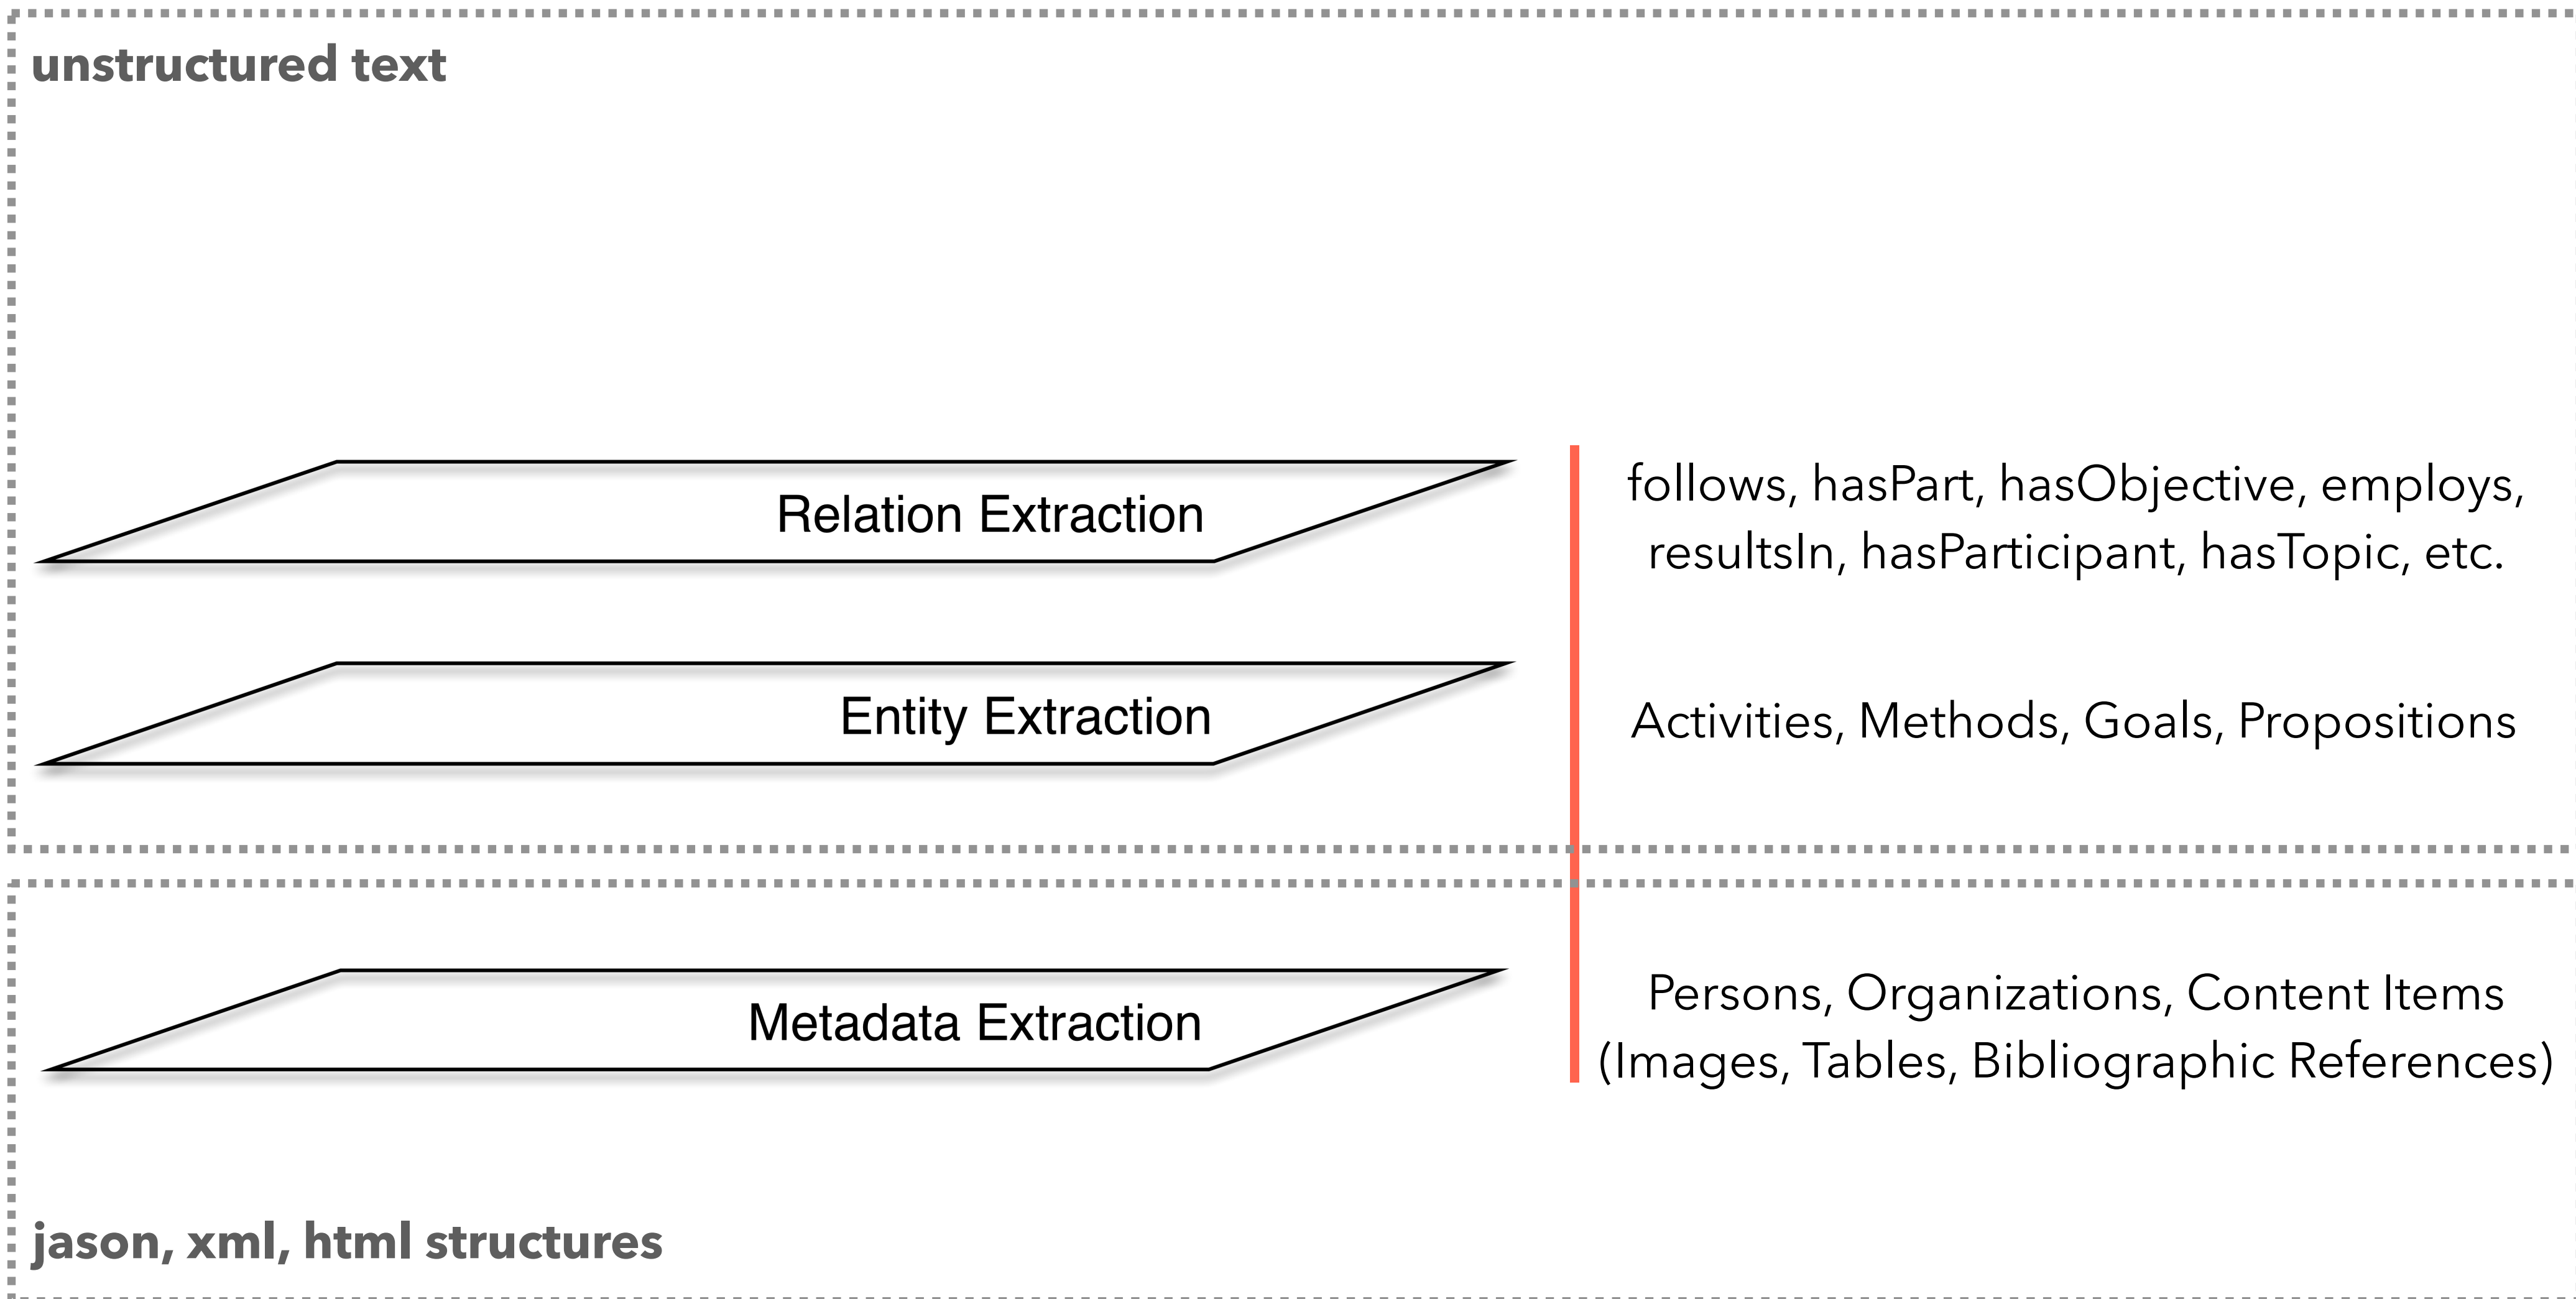 unstructured text
Relation Extraction
follows, hasPart, hasObjective, employs,
resultsIn, hasParticipant, hasTopic, etc.
Entity Extraction
Activities, Methods, Goals, Propositions
Metadata Extraction
Persons, Organizations, Content Items
(Images, Tables, Bibliographic References)
jason, xml, html structures